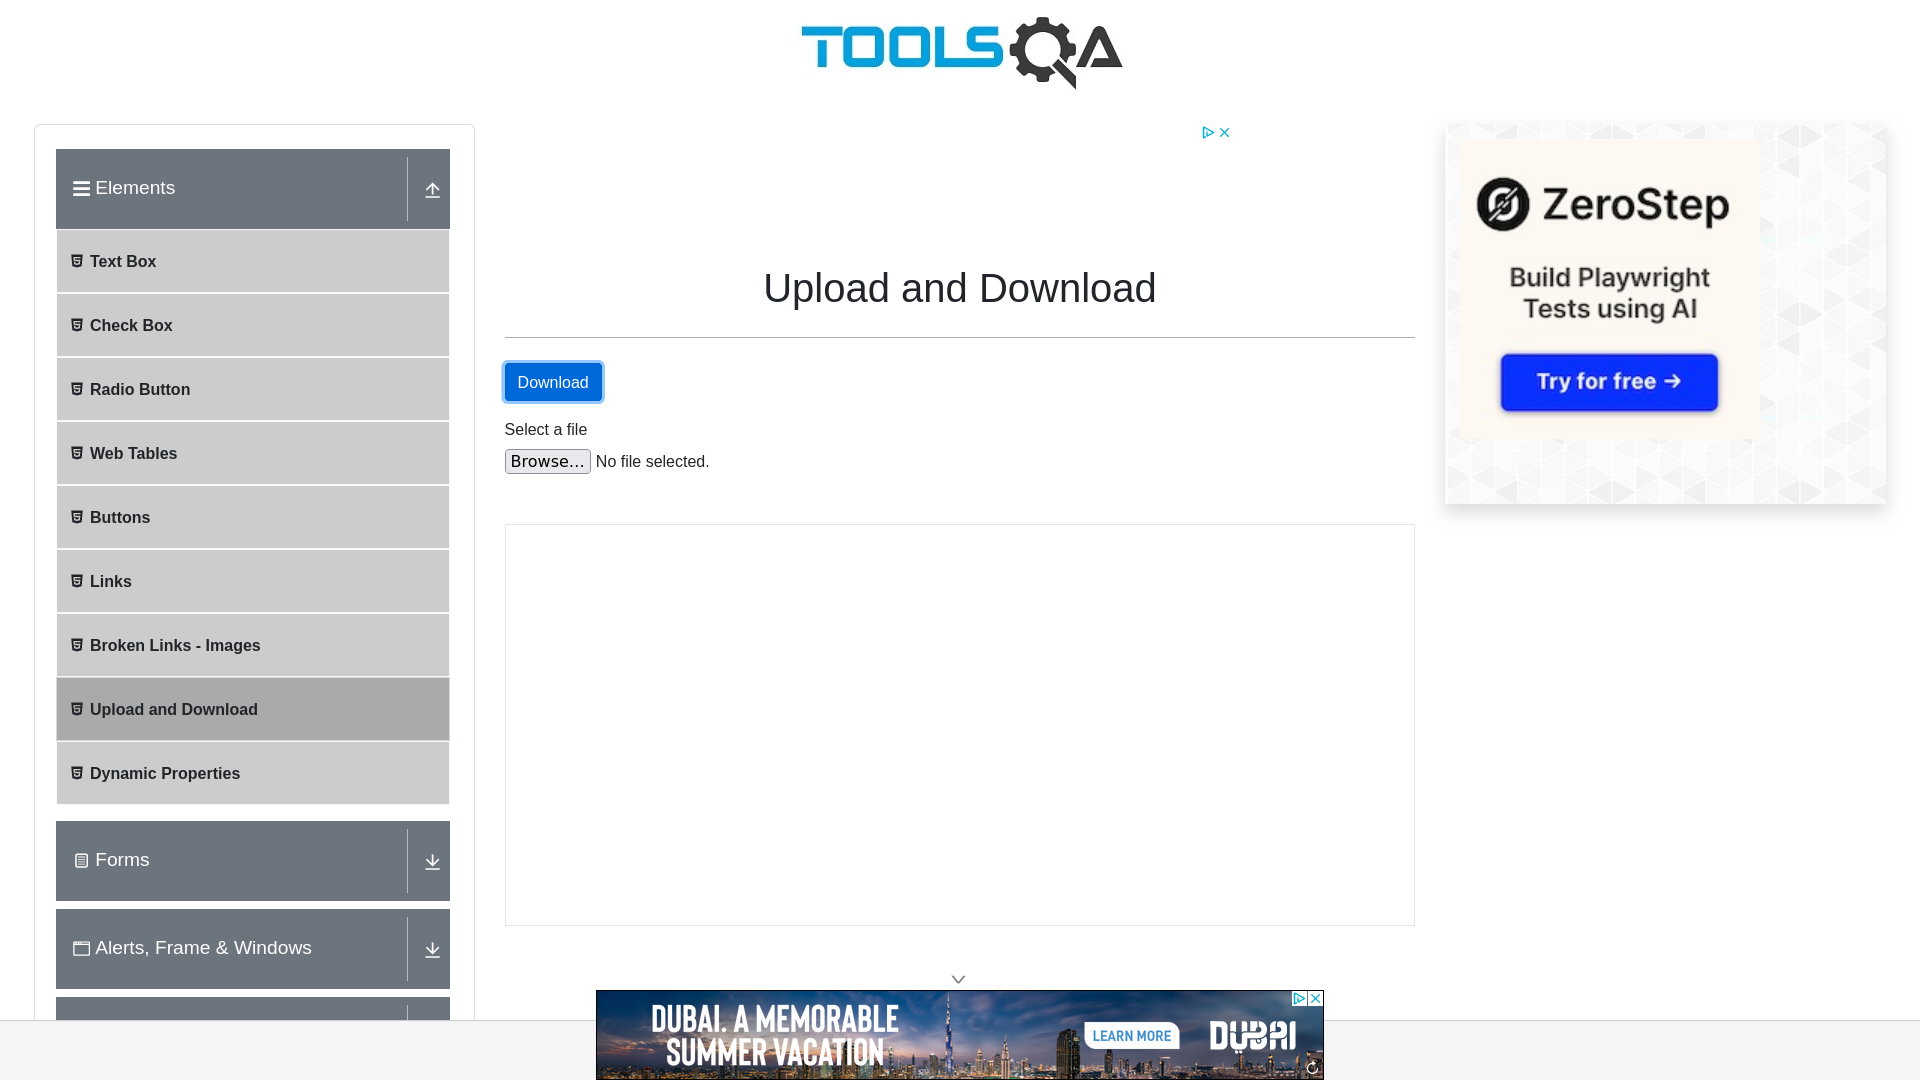 TOOLSQA
Elements
Text Box
Check Box
Radio Button
Web Tables
Buttons
Links
Broken Links - Images
Upload and Download
Dynamic Properties
Forms
Alerts, Frame & Windows
Upload and Download
Download
Select a file
Browse... No file selected.
ZeroStep
Build Playwright
Tests using AI
Try for free →
DUBAI. A MEMORABLE
SUMMER VACATION
LEARN MORE
DUBAI